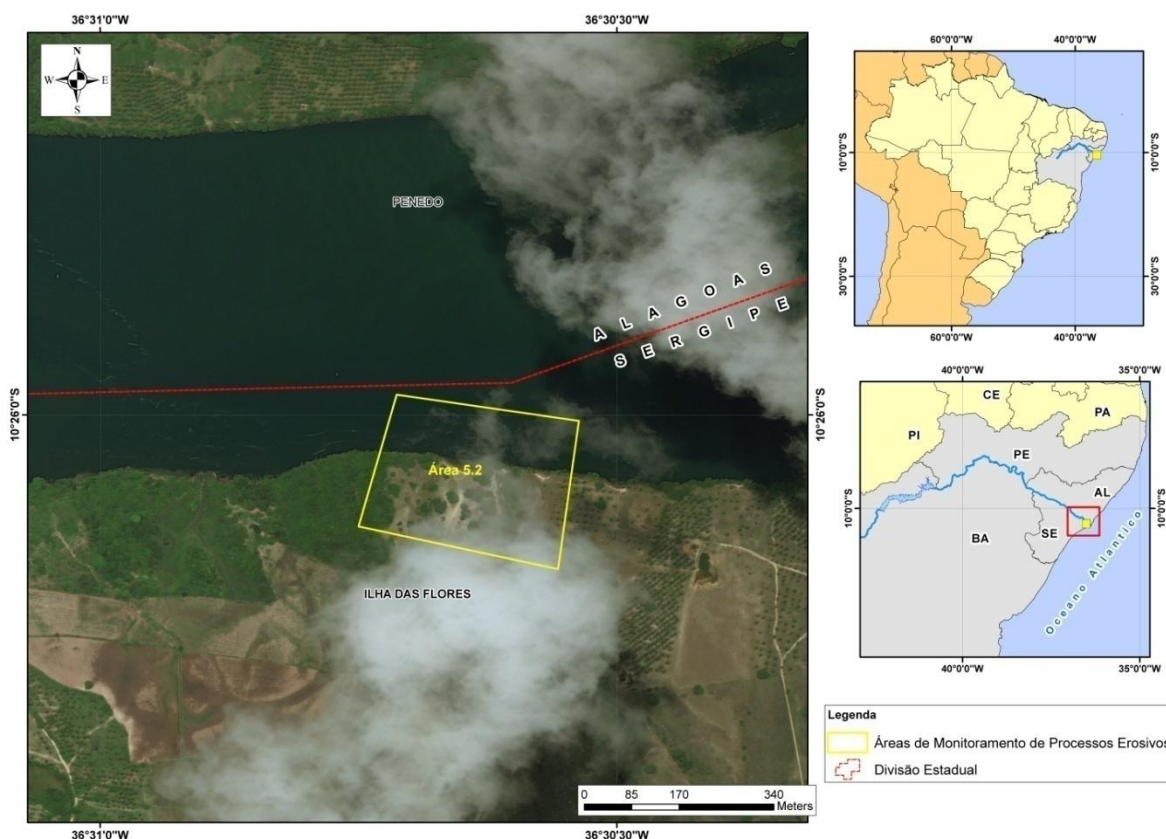 36°31'0"W
36°30'30"W
N
W
E
S
PENEDO
ALAGOAS
SERGIPE
10°26'0"S
10°26'0"S
Área 5.2
ILHA DAS FLORES
0 85 170 340
Meters
36°31'0"W
36°30'30"W
60°0'0"W
40°0'0"W
10°0'0"S
10°0'0"S
30°0'0"S
30°0'0"S
60°0'0"W
40°0'0"W
40°0'0"W
35°0'0"W
CE
PA
PI
PE
AL
10°0'0"S
10°0'0"S
SE
BA
Oceano Atlantico
40°0'0"W
35°0'0"W
Legenda
Áreas de Monitoramento de Processos Erosivos
Divisão Estadual